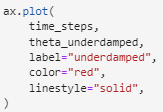 ax.plot(
    time_steps,
    theta_underdamped,
    label="underdamped",
    color="red",
    linestyle="solid",
)